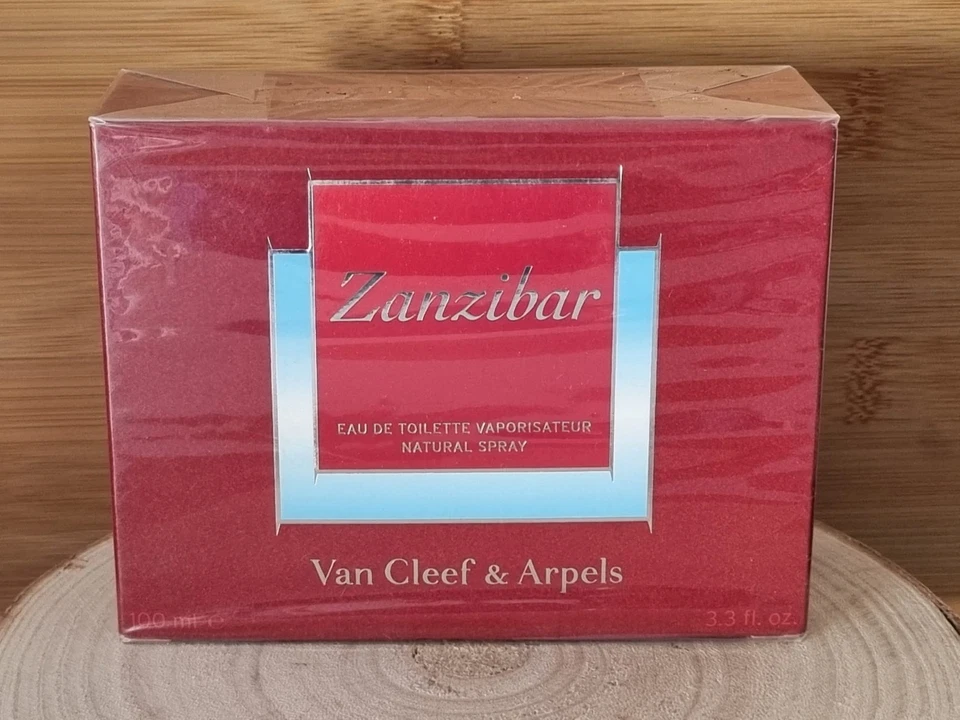 Zanzibar
EAU DE TOILETTE VAPORISATEUR
NATURAL SPRAY
Van Cleef & Arpels
100 ml e
3.3 fl. oz.